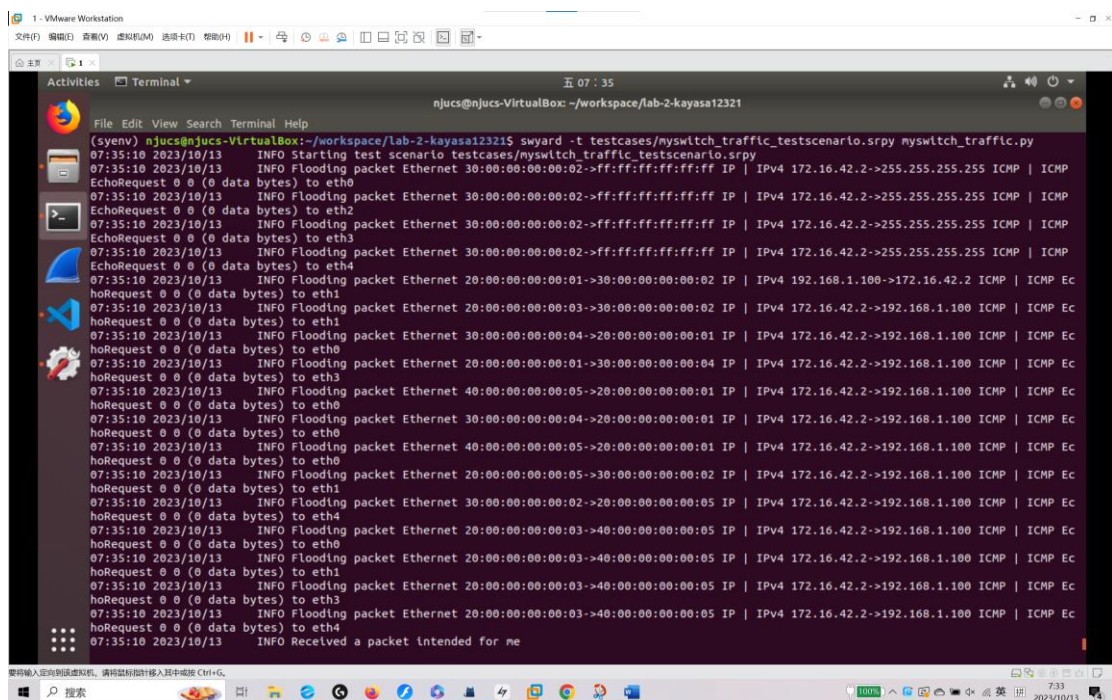 1 - VMware Workstation
文件(F) 编辑(E) 查看(V) 虚拟机(M) 选项卡(T) 帮助(H)
主页 1
Activities Terminal 五 07：35
njucs@njucs-VirtualBox: ~/workspace/lab-2-kayasa12321
File Edit View Search Terminal Help
(syenv) njucs@njucs-VirtualBox:~/workspace/lab-2-kayasa12321$ swyard -t testcases/myswitch_traffic_testscenario.srpy myswitch_traffic.py
07:35:10 2023/10/13 INFO Starting test scenario testcases/myswitch_traffic_testscenario.srpy
07:35:10 2023/10/13 INFO Flooding packet Ethernet 30:00:00:00:00:02->ff:ff:ff:ff:ff:ff IP | IPv4 172.16.42.2->255.255.255.255 ICMP | ICMP
EchoRequest 0 0 (0 data bytes) to eth0
07:35:10 2023/10/13 INFO Flooding packet Ethernet 30:00:00:00:00:02->ff:ff:ff:ff:ff:ff IP | IPv4 172.16.42.2->255.255.255.255 ICMP | ICMP
EchoRequest 0 0 (0 data bytes) to eth2
07:35:10 2023/10/13 INFO Flooding packet Ethernet 30:00:00:00:00:02->ff:ff:ff:ff:ff:ff IP | IPv4 172.16.42.2->255.255.255.255 ICMP | ICMP
EchoRequest 0 0 (0 data bytes) to eth3
07:35:10 2023/10/13 INFO Flooding packet Ethernet 30:00:00:00:00:02->ff:ff:ff:ff:ff:ff IP | IPv4 172.16.42.2->255.255.255.255 ICMP | ICMP
EchoRequest 0 0 (0 data bytes) to eth4
07:35:10 2023/10/13 INFO Flooding packet Ethernet 20:00:00:00:00:01->30:00:00:00:00:02 IP | IPv4 192.168.1.100->172.16.42.2 ICMP | ICMP Ec
hoRequest 0 0 (0 data bytes) to eth1
07:35:10 2023/10/13 INFO Flooding packet Ethernet 20:00:00:00:00:03->30:00:00:00:00:02 IP | IPv4 172.16.42.2->192.168.1.100 ICMP | ICMP Ec
hoRequest 0 0 (0 data bytes) to eth1
07:35:10 2023/10/13 INFO Flooding packet Ethernet 30:00:00:00:00:04->20:00:00:00:00:01 IP | IPv4 172.16.42.2->192.168.1.100 ICMP | ICMP Ec
hoRequest 0 0 (0 data bytes) to eth0
07:35:10 2023/10/13 INFO Flooding packet Ethernet 20:00:00:00:00:01->30:00:00:00:00:04 IP | IPv4 172.16.42.2->192.168.1.100 ICMP | ICMP Ec
hoRequest 0 0 (0 data bytes) to eth3
07:35:10 2023/10/13 INFO Flooding packet Ethernet 40:00:00:00:00:05->20:00:00:00:00:01 IP | IPv4 172.16.42.2->192.168.1.100 ICMP | ICMP Ec
hoRequest 0 0 (0 data bytes) to eth0
07:35:10 2023/10/13 INFO Flooding packet Ethernet 30:00:00:00:00:04->20:00:00:00:00:01 IP | IPv4 172.16.42.2->192.168.1.100 ICMP | ICMP Ec
hoRequest 0 0 (0 data bytes) to eth0
07:35:10 2023/10/13 INFO Flooding packet Ethernet 40:00:00:00:00:05->20:00:00:00:00:01 IP | IPv4 172.16.42.2->192.168.1.100 ICMP | ICMP Ec
hoRequest 0 0 (0 data bytes) to eth0
07:35:10 2023/10/13 INFO Flooding packet Ethernet 20:00:00:00:00:05->30:00:00:00:00:02 IP | IPv4 172.16.42.2->192.168.1.100 ICMP | ICMP Ec
hoRequest 0 0 (0 data bytes) to eth1
07:35:10 2023/10/13 INFO Flooding packet Ethernet 30:00:00:00:00:02->20:00:00:00:00:05 IP | IPv4 172.16.42.2->192.168.1.100 ICMP | ICMP Ec
hoRequest 0 0 (0 data bytes) to eth4
07:35:10 2023/10/13 INFO Flooding packet Ethernet 20:00:00:00:00:03->40:00:00:00:00:05 IP | IPv4 172.16.42.2->192.168.1.100 ICMP | ICMP Ec
hoRequest 0 0 (0 data bytes) to eth0
07:35:10 2023/10/13 INFO Flooding packet Ethernet 20:00:00:00:00:03->40:00:00:00:00:05 IP | IPv4 172.16.42.2->192.168.1.100 ICMP | ICMP Ec
hoRequest 0 0 (0 data bytes) to eth1
07:35:10 2023/10/13 INFO Flooding packet Ethernet 20:00:00:00:00:03->40:00:00:00:00:05 IP | IPv4 172.16.42.2->192.168.1.100 ICMP | ICMP Ec
hoRequest 0 0 (0 data bytes) to eth3
07:35:10 2023/10/13 INFO Flooding packet Ethernet 20:00:00:00:00:03->40:00:00:00:00:05 IP | IPv4 172.16.42.2->192.168.1.100 ICMP | ICMP Ec
hoRequest 0 0 (0 data bytes) to eth4
07:35:10 2023/10/13 INFO Received a packet intended for me
要将输入定向到该虚拟机，请将鼠标指针移入其中或按 Ctrl+G。
搜索 100% 英 拼 7:33
2023/10/13